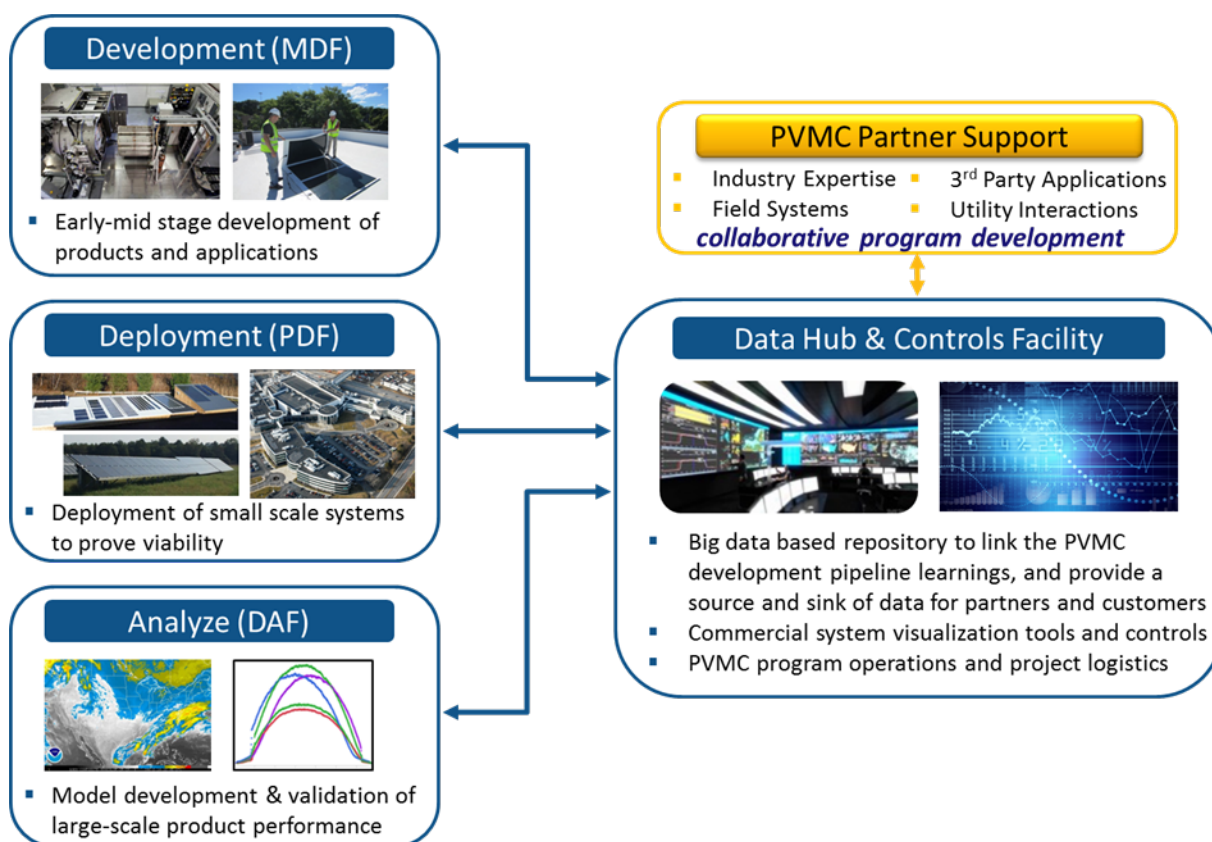 Development (MDF)
▪ Early-mid stage development of
products and applications
Deployment (PDF)
▪ Deployment of small scale systems
to prove viability
Analyze (DAF)
▪ Model development & validation of
large-scale product performance
PVMC Partner Support
▪ Industry Expertise ▪ 3rd Party Applications
▪ Field Systems ▪ Utility Interactions
collaborative program development
Data Hub & Controls Facility
▪ Big data based repository to link the PVMC
development pipeline learnings, and provide a
source and sink of data for partners and customers
▪ Commercial system visualization tools and controls
▪ PVMC program operations and project logistics